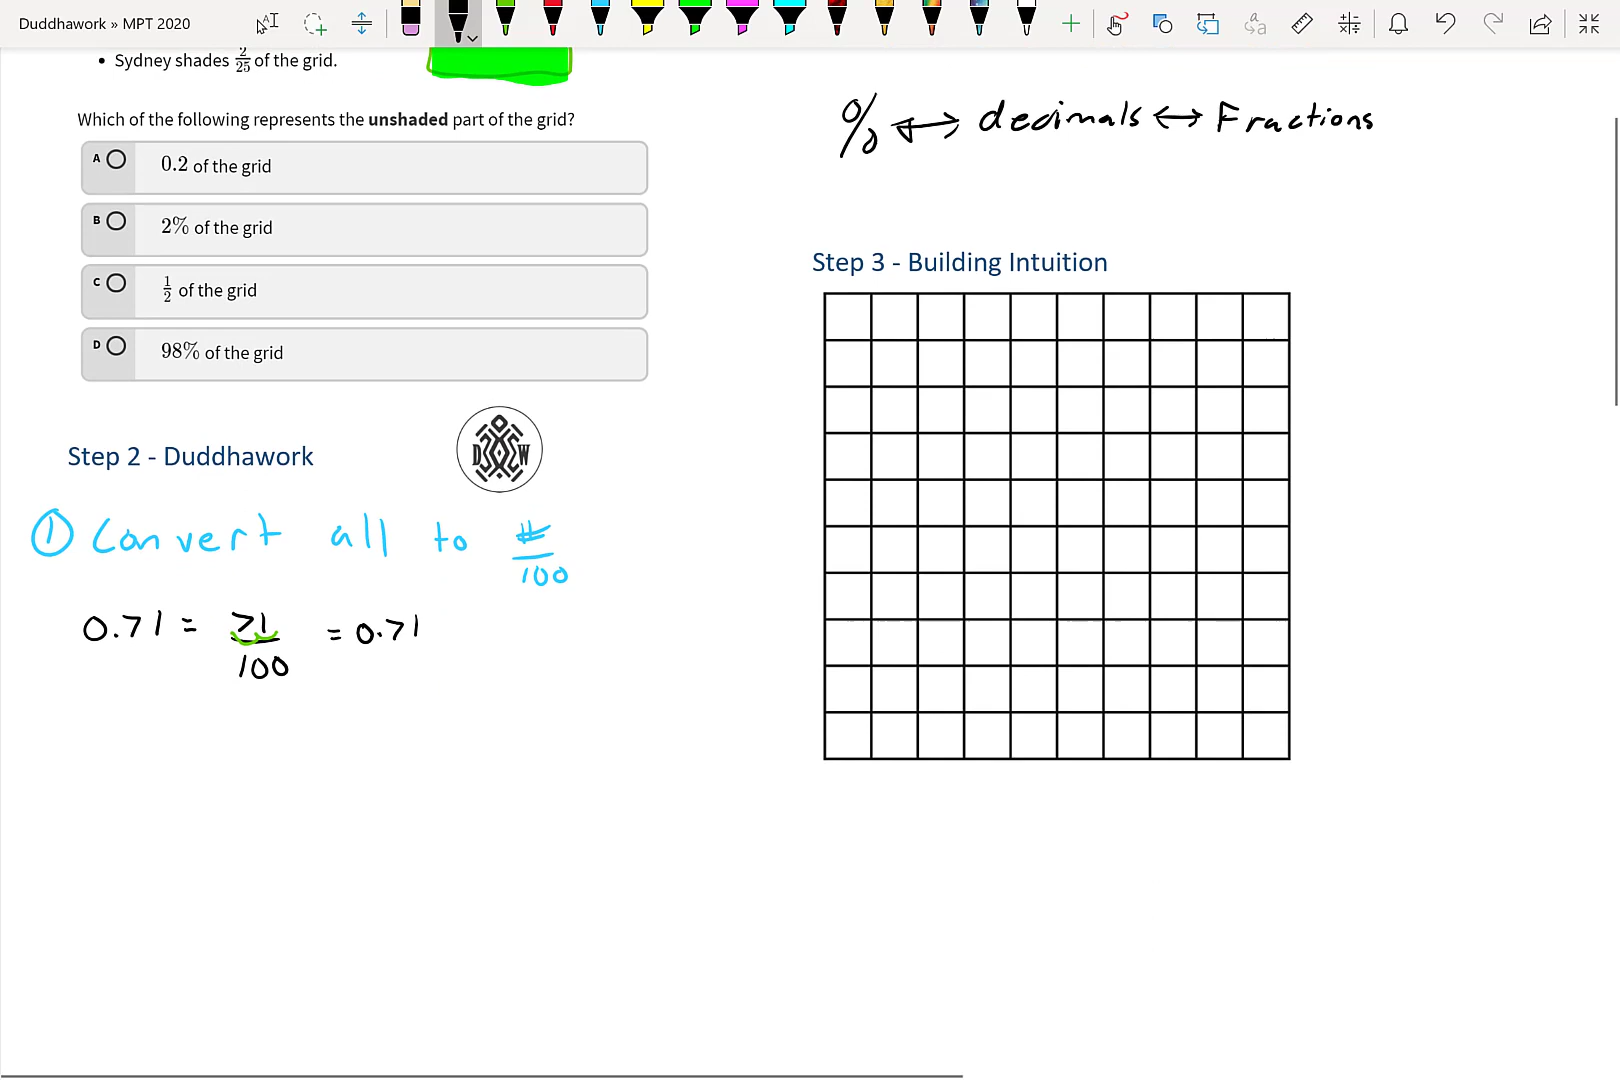 Duddhawork » MPT 2020
• Sydney shades 2/25 of the grid.
Which of the following represents the unshaded part of the grid?
A 0.2 of the grid
B 2% of the grid
C 1/2 of the grid
D 98% of the grid
Step 2 - Duddhawork
D W
① Convert all to #/100
0.71 = 71/100 = 0.71
% ↔ decimals ↔ Fractions
Step 3 - Building Intuition